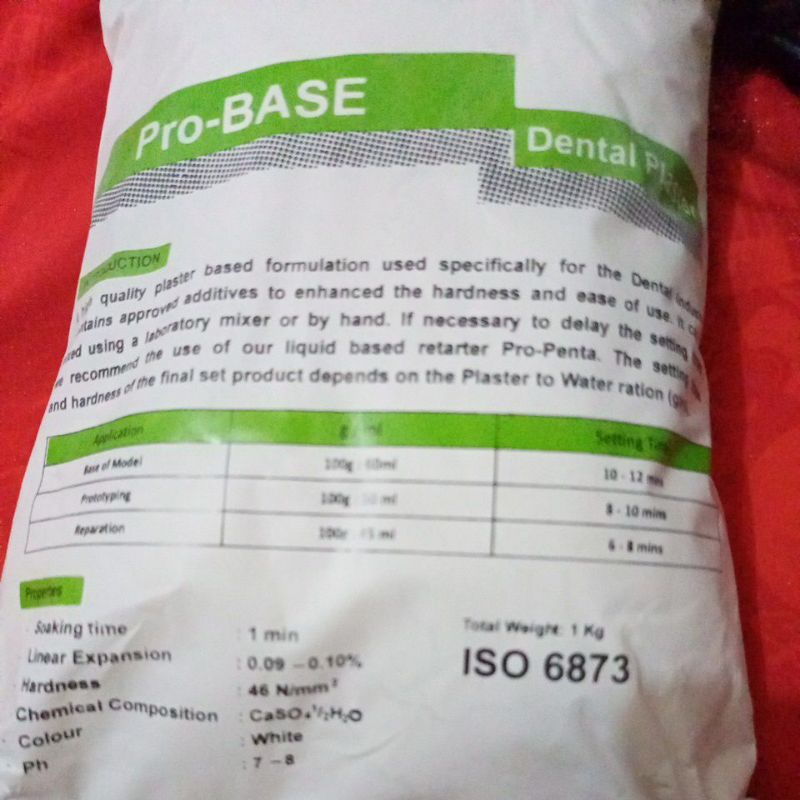 Pro-BASE
Dental
INTRODUCTION
quality plaster based formulation used specifically for the Dental
approved additives to enhanced the hardness and ease of use. It
using a laboratory mixer or by hand. If necessary to delay the setting
recommend the use of our liquid based retarter Pro-Penta. The setting
and hardness of the final set product depends on the Plaster to Water ration
Application Setting
Base of Model 100g 10 - 12 mins
Prototyping 100g 8 - 10 mins
Reparation 6 - 8 mins
Properties
Soaking time : 1 min
Total Weight: 1 Kg
Linear Expansion : 0.09 – 0.10%
ISO 6873
Hardness : 46 N/mm²
Chemical Composition : CaSO₄½H₂O
Colour : White
Ph : 7 – 8